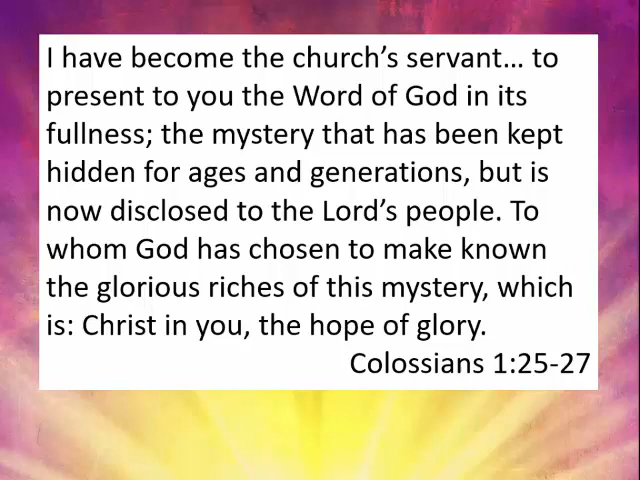 I have become the church’s servant… to
present to you the Word of God in its
fullness; the mystery that has been kept
hidden for ages and generations, but is
now disclosed to the Lord’s people. To
whom God has chosen to make known
the glorious riches of this mystery, which
is: Christ in you, the hope of glory.
Colossians 1:25-27